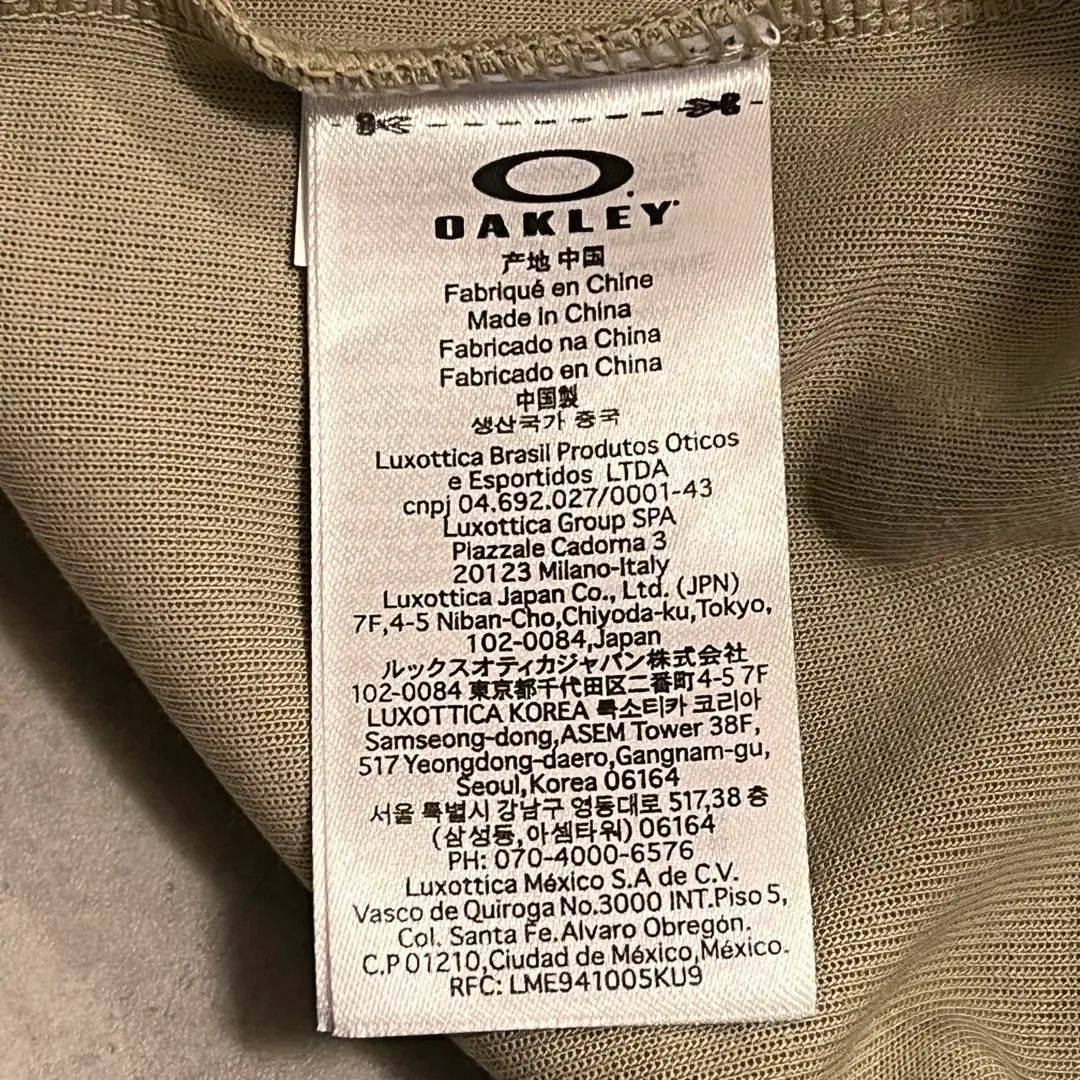 OAKLEY
产地 中国
Fabriqué en Chine
Made in China
Fabricado na China
Fabricado en China
中国製
생산국가 중국
Luxottica Brasil Produtos Oticos
e Esportidos LTDA
cnpj 04.692.027/0001-43
Luxottica Group SPA
Piazzale Cadorna 3
20123 Milano-Italy
Luxottica Japan Co., Ltd. (JPN)
7F,4-5 Niban-Cho,Chiyoda-ku,Tokyo,
102-0084,Japan
ルックスオティカジャパン株式会社
102-0084 東京都千代田区二番町4-5 7F
LUXOTTICA KOREA 룩소티카 코리아
Samseong-dong,ASEM Tower 38F,
517 Yeongdong-daero,Gangnam-gu,
Seoul,Korea 06164
서울 특별시 강남구 영동대로 517,38 층
(삼성동,아셈타워) 06164
PH: 070-4000-6576
Luxottica México S.A de C.V.
Vasco de Quiroga No.3000 INT.Piso 5,
Col. Santa Fe.Alvaro Obregón.
C.P 01210,Ciudad de México,México.
RFC: LME941005KU9